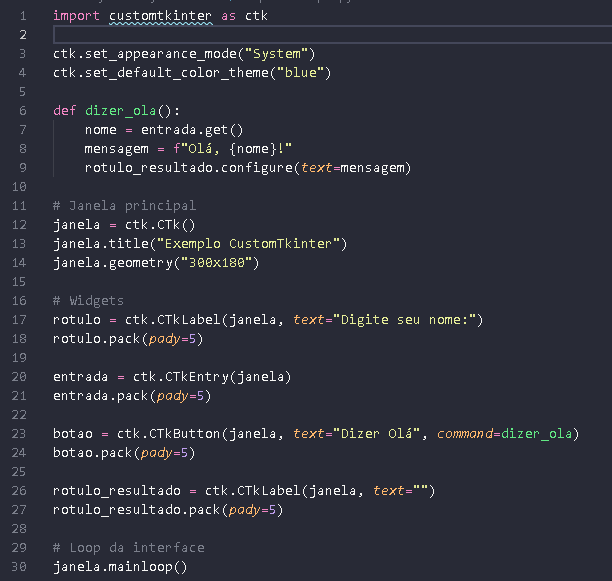 1 import customtkinter as ctk
2
3 ctk.set_appearance_mode("System")
4 ctk.set_default_color_theme("blue")
5
6 def dizer_ola():
7     nome = entrada.get()
8     mensagem = f"Olá, {nome}!"
9     rotulo_resultado.configure(text=mensagem)
10
11 # Janela principal
12 janela = ctk.CTk()
13 janela.title("Exemplo CustomTkinter")
14 janela.geometry("300x180")
15
16 # Widgets
17 rotulo = ctk.CTkLabel(janela, text="Digite seu nome:")
18 rotulo.pack(pady=5)
19
20 entrada = ctk.CTkEntry(janela)
21 entrada.pack(pady=5)
22
23 botao = ctk.CTkButton(janela, text="Dizer Olá", command=dizer_ola)
24 botao.pack(pady=5)
25
26 rotulo_resultado = ctk.CTkLabel(janela, text="")
27 rotulo_resultado.pack(pady=5)
28
29 # Loop da interface
30 janela.mainloop()